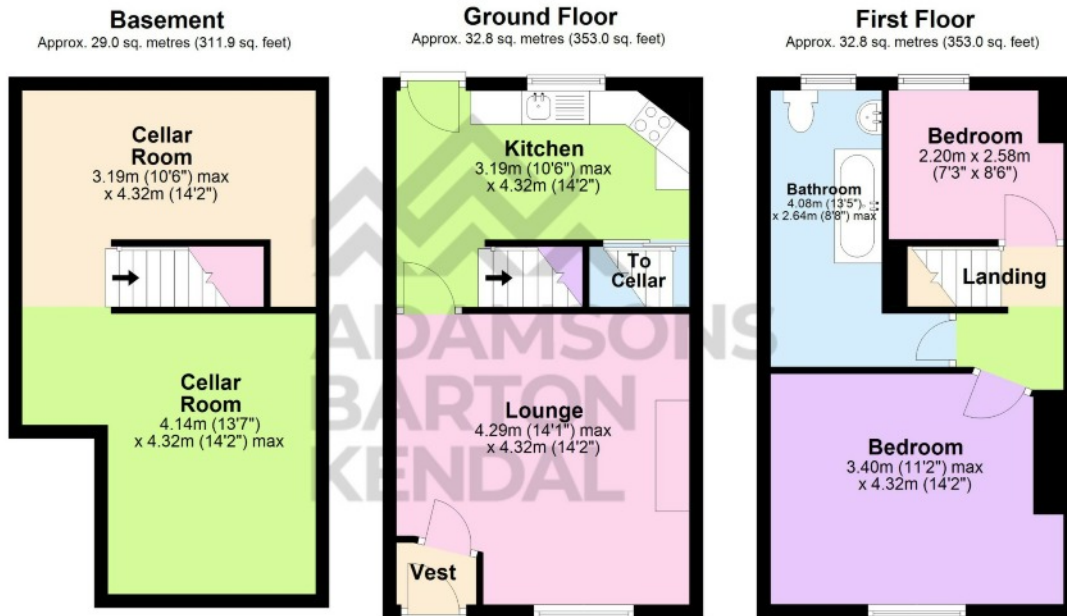 Basement
Approx. 29.0 sq. metres (311.9 sq. feet)
Cellar
Room
3.19m (10'6") max
x 4.32m (14'2")
Cellar
Room
4.14m (13'7")
x 4.32m (14'2") max
Ground Floor
Approx. 32.8 sq. metres (353.0 sq. feet)
Kitchen
3.19m (10'6") max
x 4.32m (14'2")
To
Cellar
Lounge
4.29m (14'1") max
x 4.32m (14'2")
Vest
First Floor
Approx. 32.8 sq. metres (353.0 sq. feet)
Bedroom
2.20m x 2.58m
(7'3" x 8'6")
Bathroom
4.08m (13'5")
x 2.64m (8'8") max
Landing
Bedroom
3.40m (11'2") max
x 4.32m (14'2")
ADAMSONS
BARTON
KENDAL